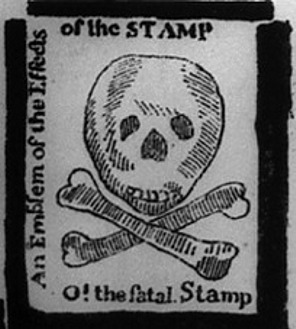 An Emblem of the Effects
of the STAMP
O! the fatal. Stamp